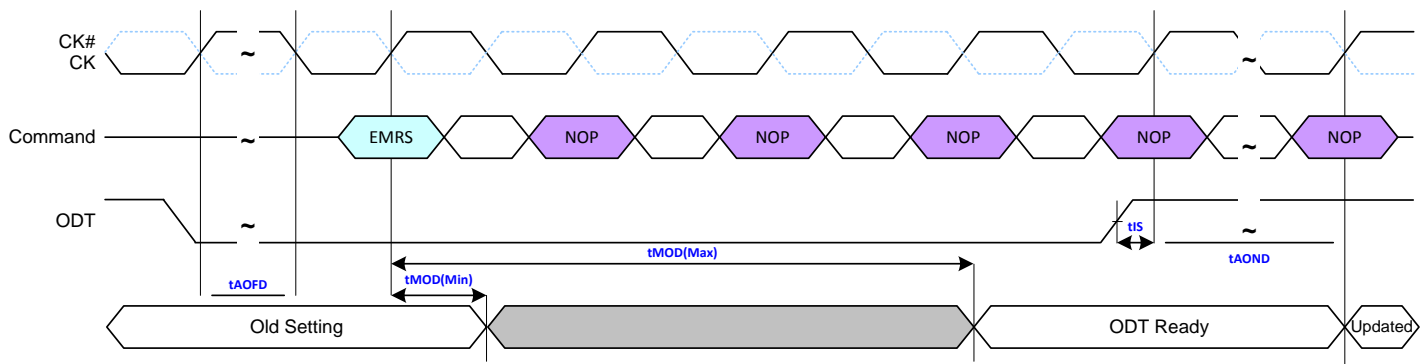 CK#
CK
Command
EMRS
NOP
NOP
NOP
NOP
NOP
ODT
tIS
tMOD(Max)
tAOND
tMOD(Min)
tAOFD
Old Setting
ODT Ready
Updated